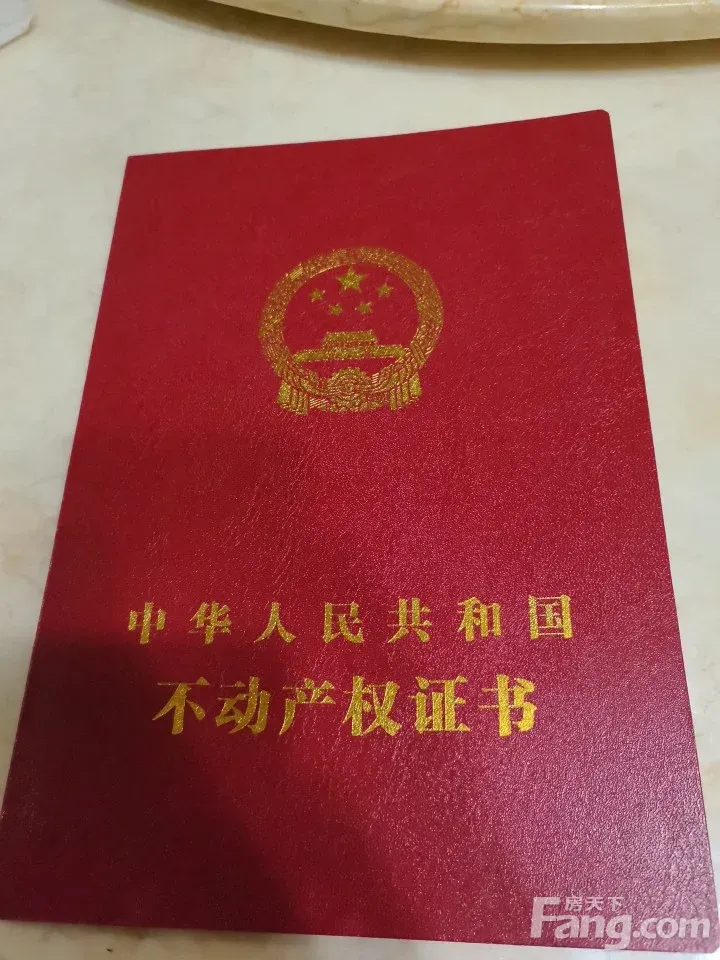 中华人民共和国
不动产权证书
房天下
Fang.com